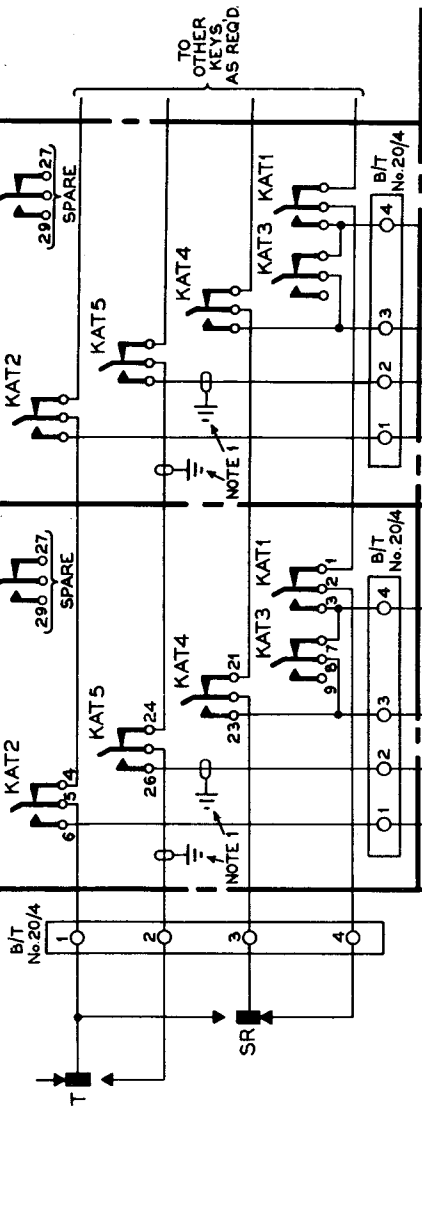 TO
OTHER
KEYS,
AS REQ'D.
27
29
SPARE
KAT2
KAT5
KAT4
KAT3
KAT1
NOTE 1
1
2
3
4
B/T
No.20/4
27
29
SPARE
KAT2
4
5
6
KAT5
24
26
KAT4
21
23
KAT3
7
8
9
KAT1
1
2
3
NOTE 1
1
2
3
4
B/T
No.20/4
B/T
No.20/4
1
2
3
4
T
SR